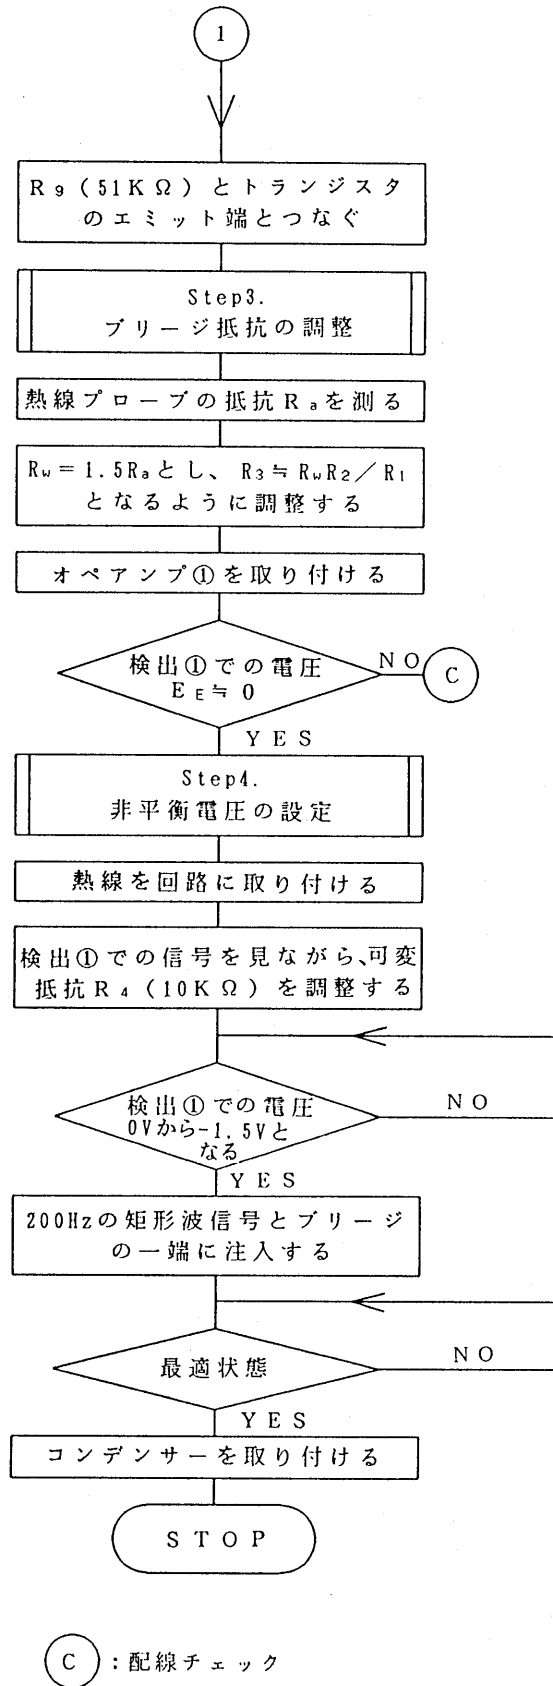 1
R₉（51KΩ）とトランジスタ
のエミット端とつなぐ
Step3.
ブリージ抵抗の調整
熱線プローブの抵抗Rₐを測る
Rw＝1.5Rₐとし、R₃≒RwR₂／R₁
となるように調整する
オペアンプ①を取り付ける
検出①での電圧
E_E≒0
NO
C
YES
Step4.
非平衡電圧の設定
熱線を回路に取り付ける
検出①での信号を見ながら、可変
抵抗R₄（10KΩ）を調整する
検出①での電圧
0Vから-1.5Vと
なる
NO
YES
200Hzの矩形波信号とブリージ
の一端に注入する
最適状態
NO
YES
コンデンサーを取り付ける
STOP
C：配線チェック